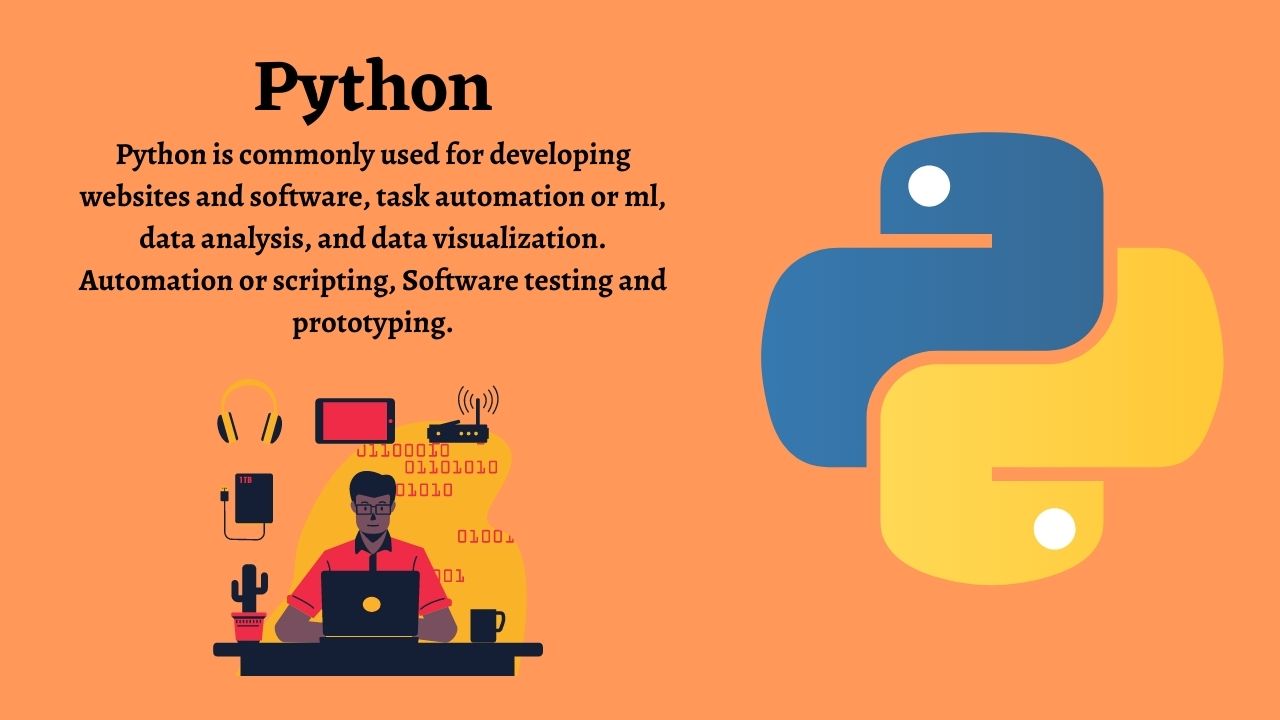 Python
Python is commonly used for developing
websites and software, task automation or ml,
data analysis, and data visualization.
Automation or scripting, Software testing and
prototyping.
01100010
01101010
01010
1TB
01001
001